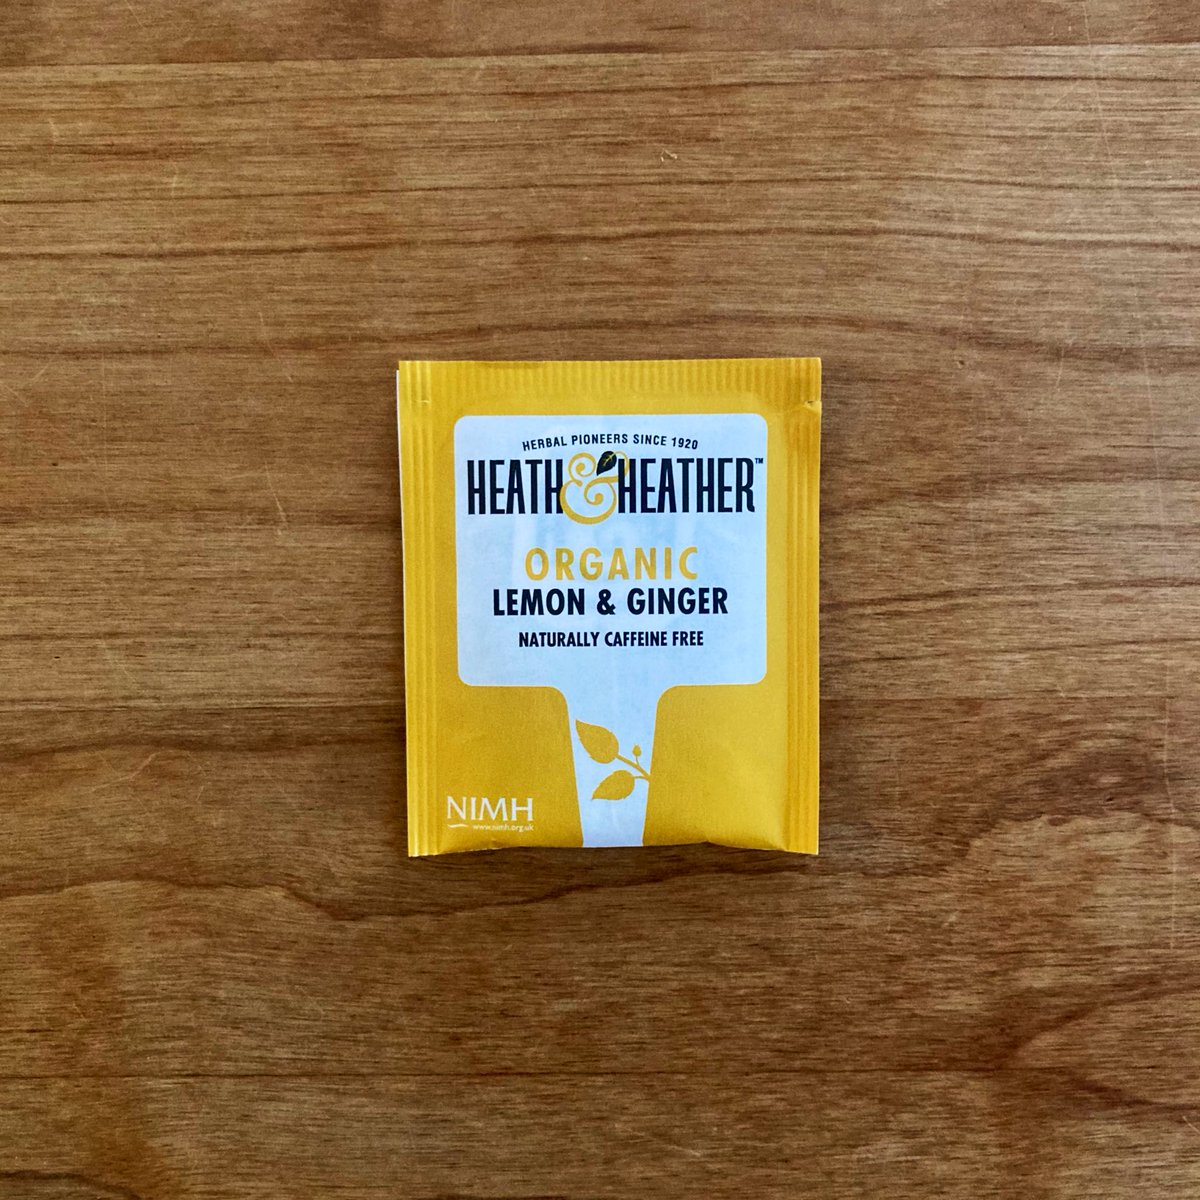 HERBAL PIONEERS SINCE 1920
HEATH & HEATHER™
ORGANIC
LEMON & GINGER
NATURALLY CAFFEINE FREE
NIMH
www.nimh.org.uk